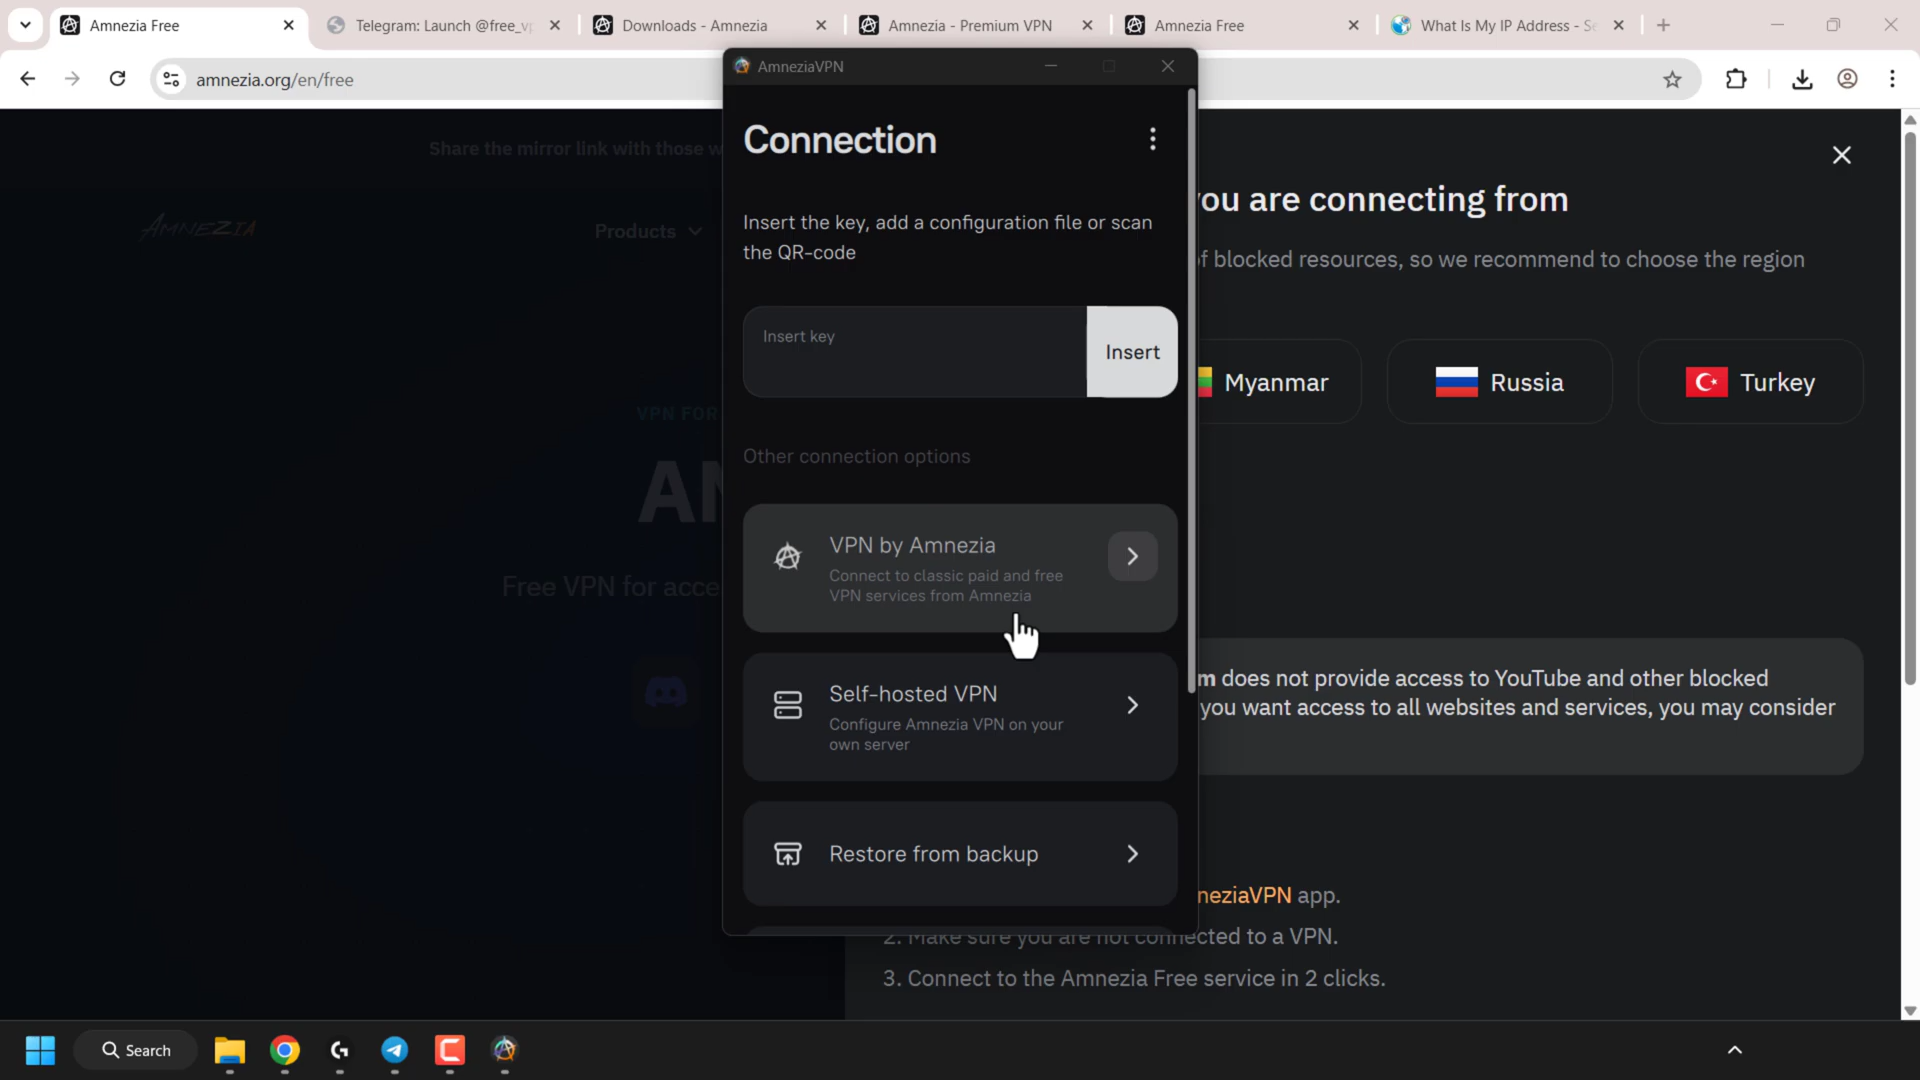 Amnezia Free
Telegram: Launch @free_vp
Downloads - Amnezia
Amnezia - Premium VPN
Amnezia Free
What Is My IP Address - Se
amnezia.org/en/free
AmneziaVPN
Share the mirror link with those w
AMNEZIA
Products
VPN FOR
AN
Free VPN for acce
Connection
Insert the key, add a configuration file or scan
the QR-code
Insert key
Insert
Other connection options
VPN by Amnezia
Connect to classic paid and free
VPN services from Amnezia
Self-hosted VPN
Configure Amnezia VPN on your
own server
Restore from backup
you are connecting from
of blocked resources, so we recommend to choose the region
Myanmar
Russia
Turkey
m does not provide access to YouTube and other blocked
you want access to all websites and services, you may consider
neziaVPN app.
2. Make sure you are not connected to a VPN.
3. Connect to the Amnezia Free service in 2 clicks.
Search